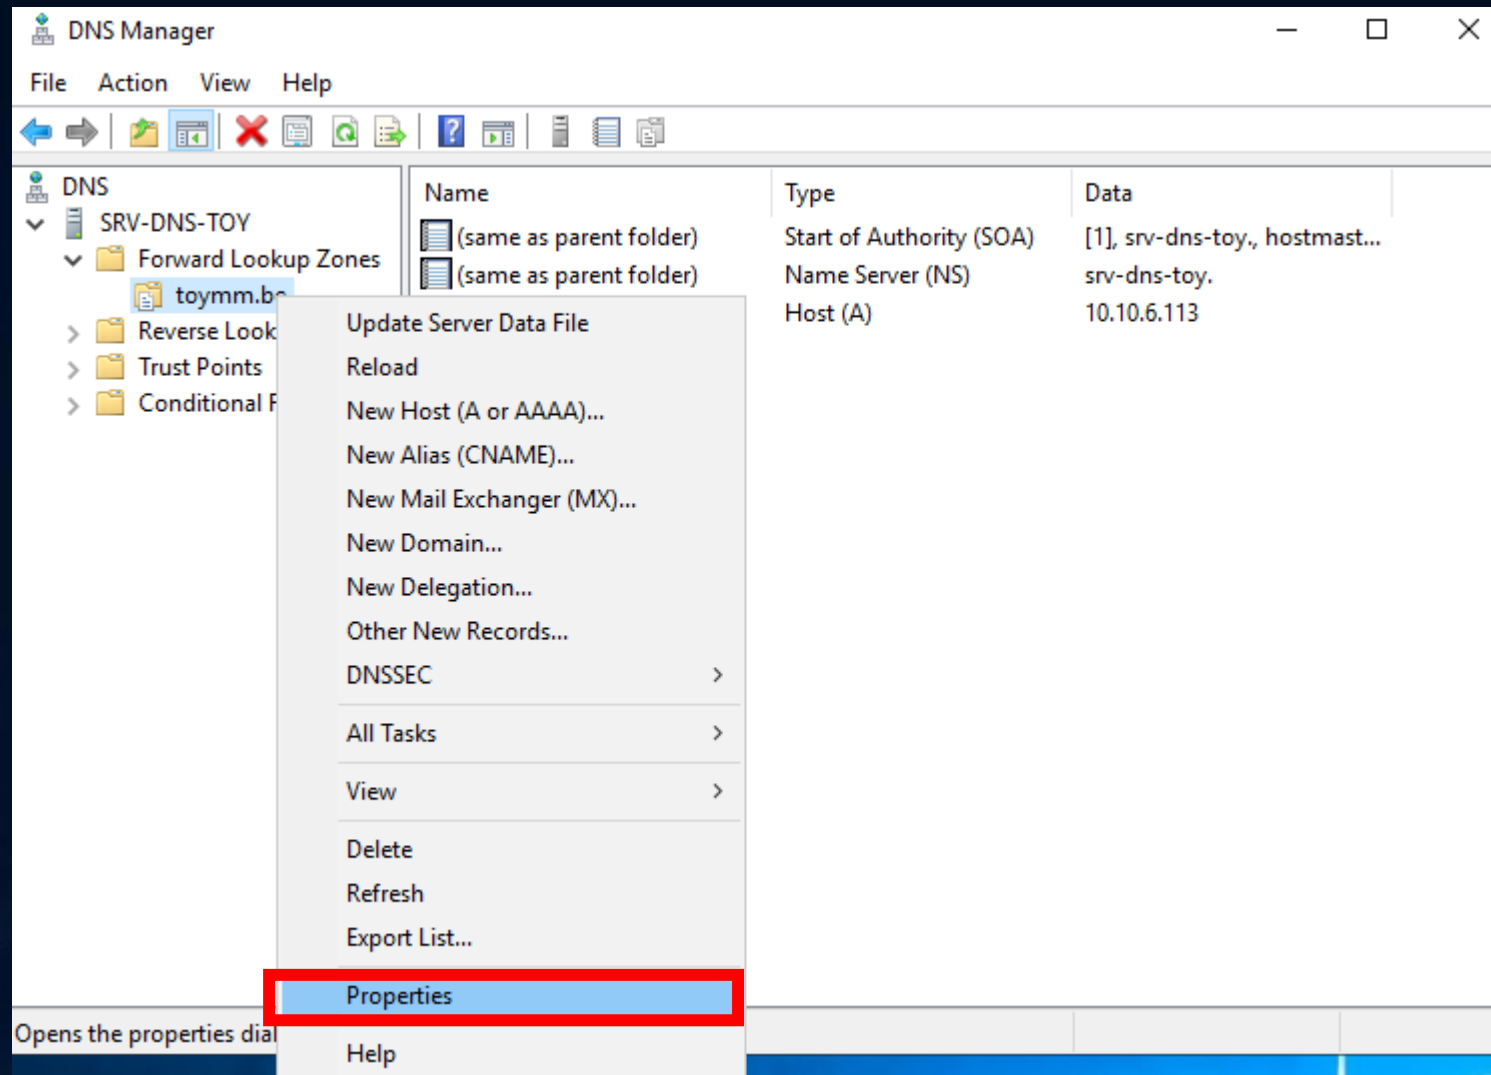 DNS Manager
File Action View Help
DNS
SRV-DNS-TOY
Forward Lookup Zones
Reverse Look
Trust Points
Conditional F
Name Type Data
(same as parent folder) Start of Authority (SOA) [1], srv-dns-toy., hostmast...
(same as parent folder) Name Server (NS) srv-dns-toy.
Host (A) 10.10.6.113
Update Server Data File
Reload
New Host (A or AAAA)...
New Alias (CNAME)...
New Mail Exchanger (MX)...
New Domain...
New Delegation...
Other New Records...
DNSSEC
All Tasks
View
Delete
Refresh
Export List...
Properties
Help
Opens the properties dial